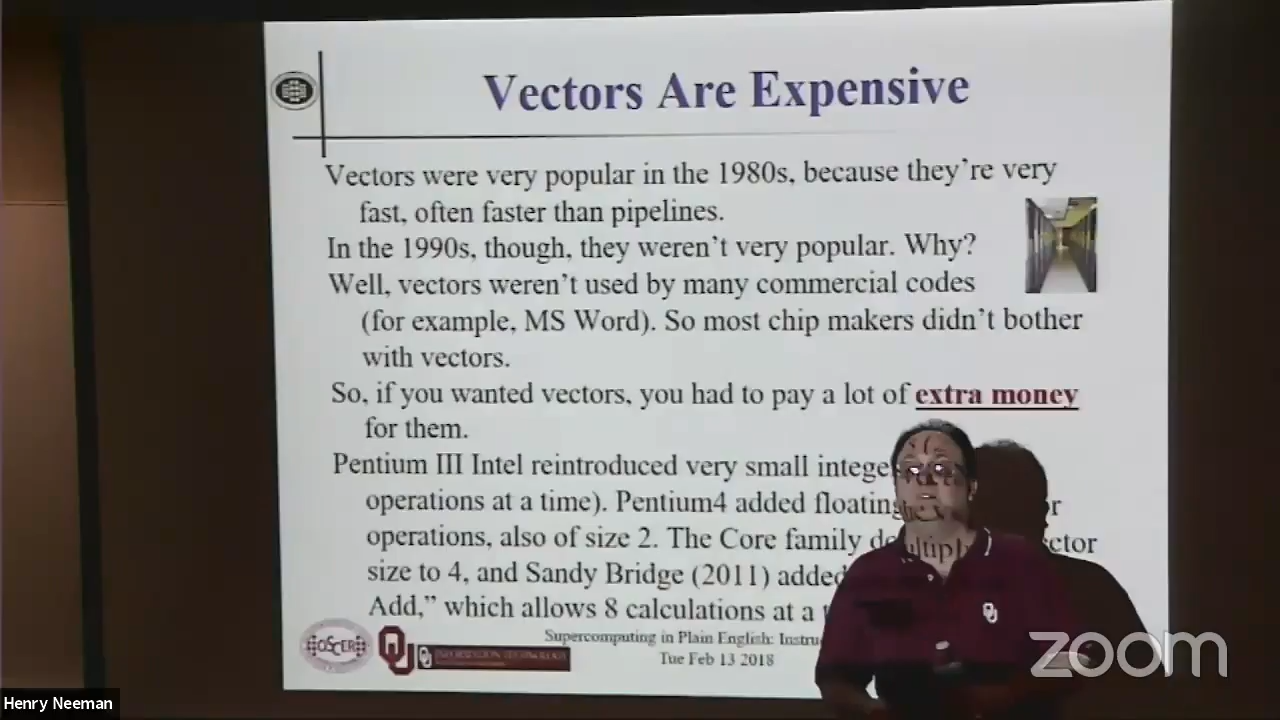 Vectors Are Expensive
Vectors were very popular in the 1980s, because they're very
fast, often faster than pipelines.
In the 1990s, though, they weren't very popular. Why?
Well, vectors weren't used by many commercial codes
(for example, MS Word). So most chip makers didn't bother
with vectors.
So, if you wanted vectors, you had to pay a lot of extra money
for them.
Pentium III Intel reintroduced very small
operations at a time). Pentium4 added
operations, also of size 2. The Core family
size to 4, and Sandy Bridge (2011) added
Add,” which allows 8 calculations at a
OSCER
OU
INFORMATION TECHNOLOGY
Supercomputing in Plain English:
Tue Feb 13 2018
zoom
Henry Neeman